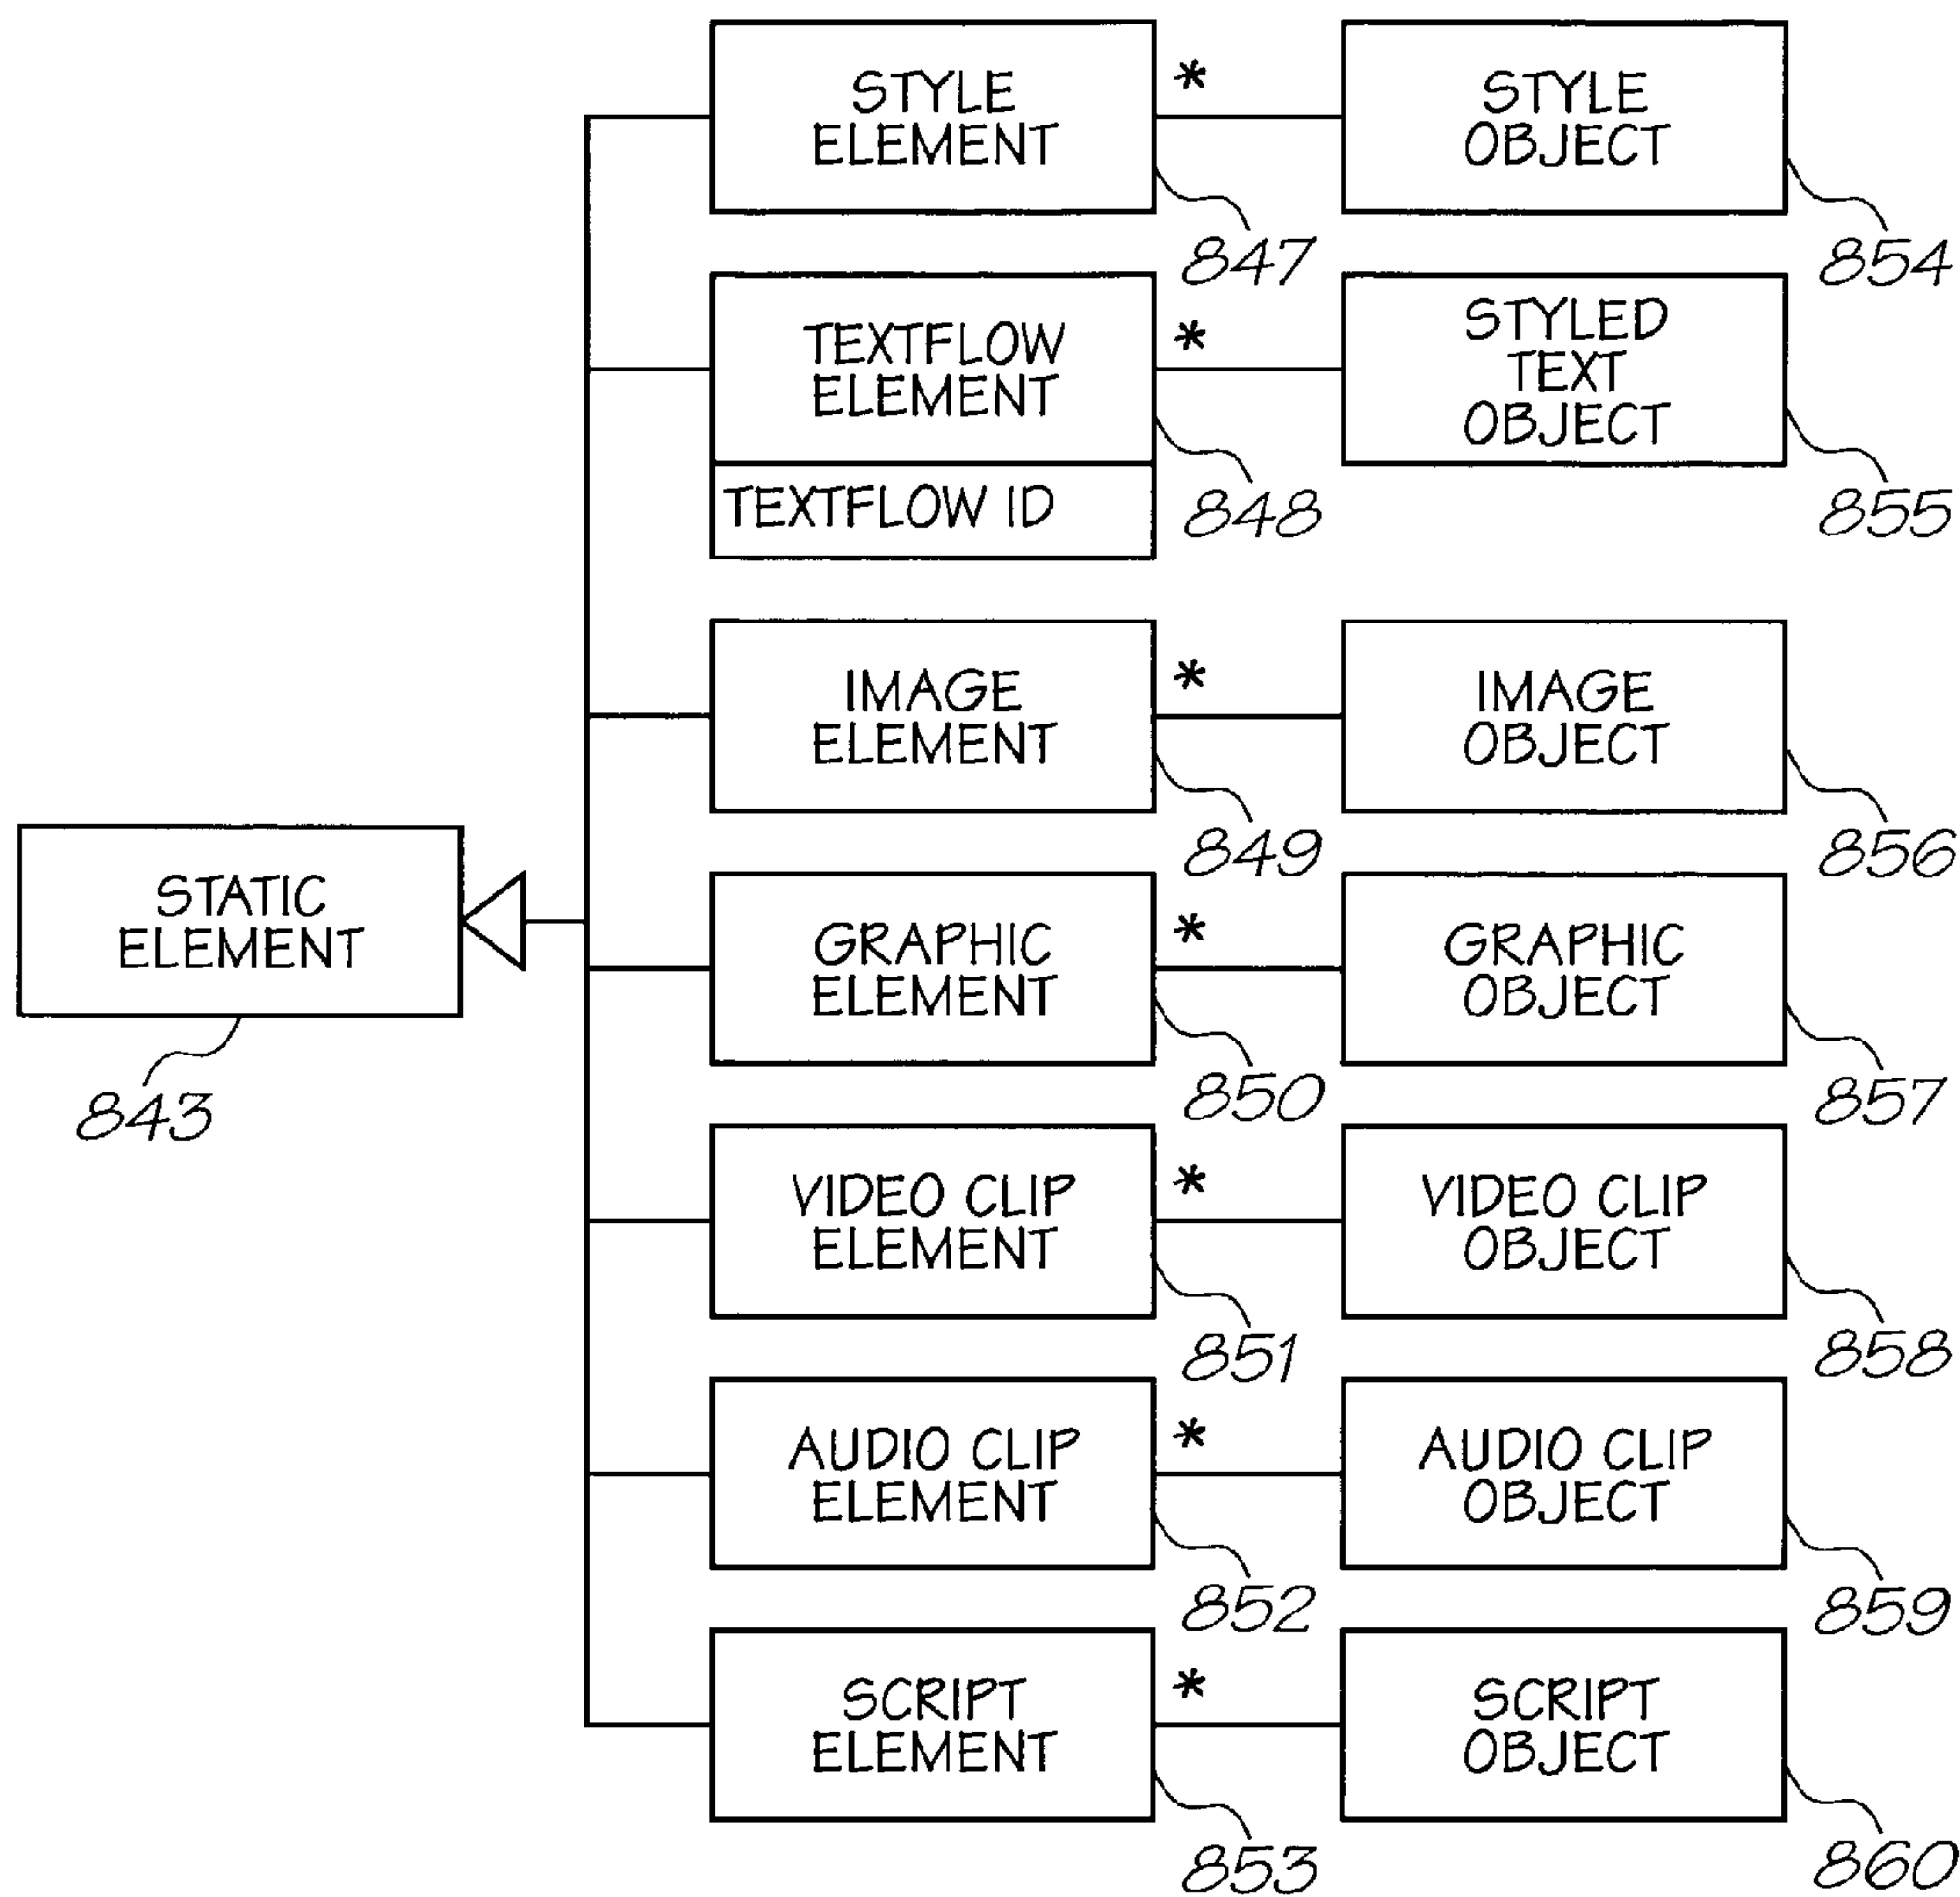 STYLE
ELEMENT
*
STYLE
OBJECT
847
854
TEXTFLOW
ELEMENT
TEXTFLOW ID
*
STYLED
TEXT
OBJECT
848
855
IMAGE
ELEMENT
*
IMAGE
OBJECT
849
856
STATIC
ELEMENT
843
GRAPHIC
ELEMENT
*
GRAPHIC
OBJECT
850
857
VIDEO CLIP
ELEMENT
*
VIDEO CLIP
OBJECT
851
858
AUDIO CLIP
ELEMENT
*
AUDIO CLIP
OBJECT
852
859
SCRIPT
ELEMENT
*
SCRIPT
OBJECT
853
860